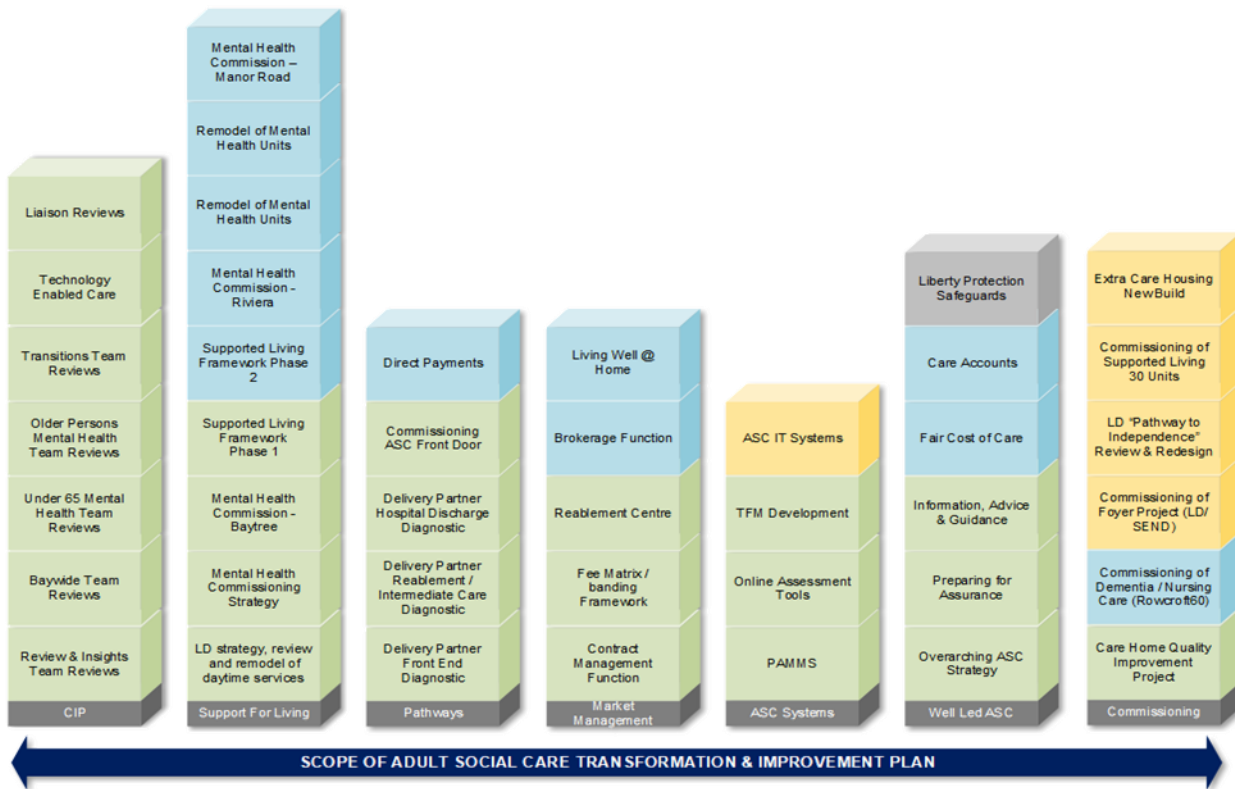 Liaison Reviews
Technology
Enabled Care
Transitions Team
Reviews
Older Persons
Mental Health
Team Reviews
Under 65 Mental
Health Team
Reviews
Baywide Team
Reviews
Review & Insights
Team Reviews
CIP
Mental Health
Commission –
Manor Road
Remodel of Mental
Health Units
Remodel of Mental
Health Units
Mental Health
Commission -
Riviera
Supported Living
Framework Phase
2
Supported Living
Framework
Phase 1
Mental Health
Commission -
Baytree
Mental Health
Commissioning
Strategy
LD strategy, review
and remodel of
daytime services
Support For Living
Direct Payments
Commissioning
ASC Front Door
Delivery Partner
Hospital Discharge
Diagnostic
Delivery Partner
Reablement /
Intermediate Care
Diagnostic
Delivery Partner
Front End
Diagnostic
Pathways
Living Well @
Home
Brokerage Function
Reablement Centre
Fee Matrix /
banding
Framework
Contract
Management
Function
Market
Management
ASC IT Systems
TFM Development
Online Assessment
Tools
PAMMS
ASC Systems
Liberty Protection
Safeguards
Care Accounts
Fair Cost of Care
Information, Advice
& Guidance
Preparing for
Assurance
Overarching ASC
Strategy
Well Led ASC
Extra Care Housing
New Build
Commissioning of
Supported Living
30 Units
LD “Pathway to
Independence”
Review & Redesign
Commissioning of
Foyer Project (LD/
SEND)
Commissioning of
Dementia / Nursing
Care (Rowcroft60)
Care Home Quality
Improvement
Project
Commissioning
SCOPE OF ADULT SOCIAL CARE TRANSFORMATION & IMPROVEMENT PLAN